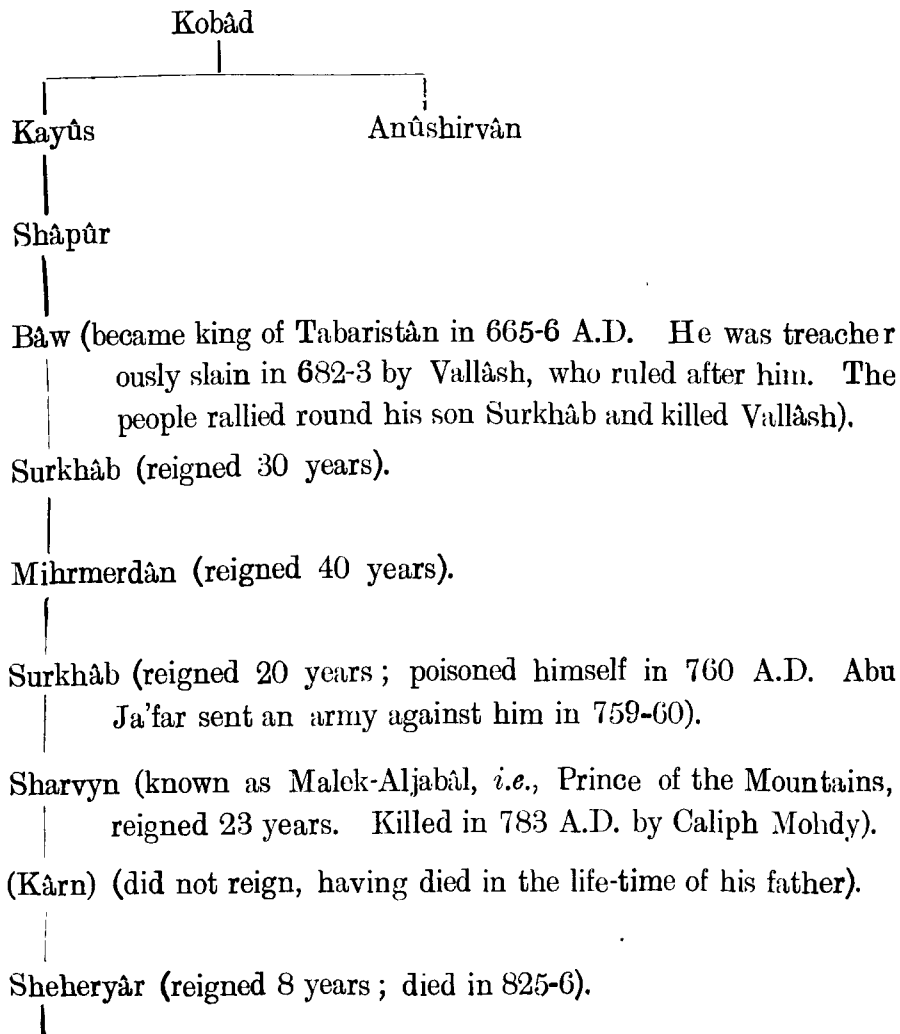 Kobâd
Kayûs Anûshirvân
Shâpûr
Bâw (became king of Tabaristân in 665-6 A.D. He was treacher
ously slain in 682-3 by Vallâsh, who ruled after him. The
people rallied round his son Surkhâb and killed Vallâsh).
Surkhâb (reigned 30 years).
Mihrmerdân (reigned 40 years).
Surkhâb (reigned 20 years; poisoned himself in 760 A.D. Abu
Ja'far sent an army against him in 759-60).
Sharvyn (known as Malek-Aljabâl, i.e., Prince of the Mountains,
reigned 23 years. Killed in 783 A.D. by Caliph Mohdy).
(Kârn) (did not reign, having died in the life-time of his father).
Sheheryâr (reigned 8 years; died in 825-6).